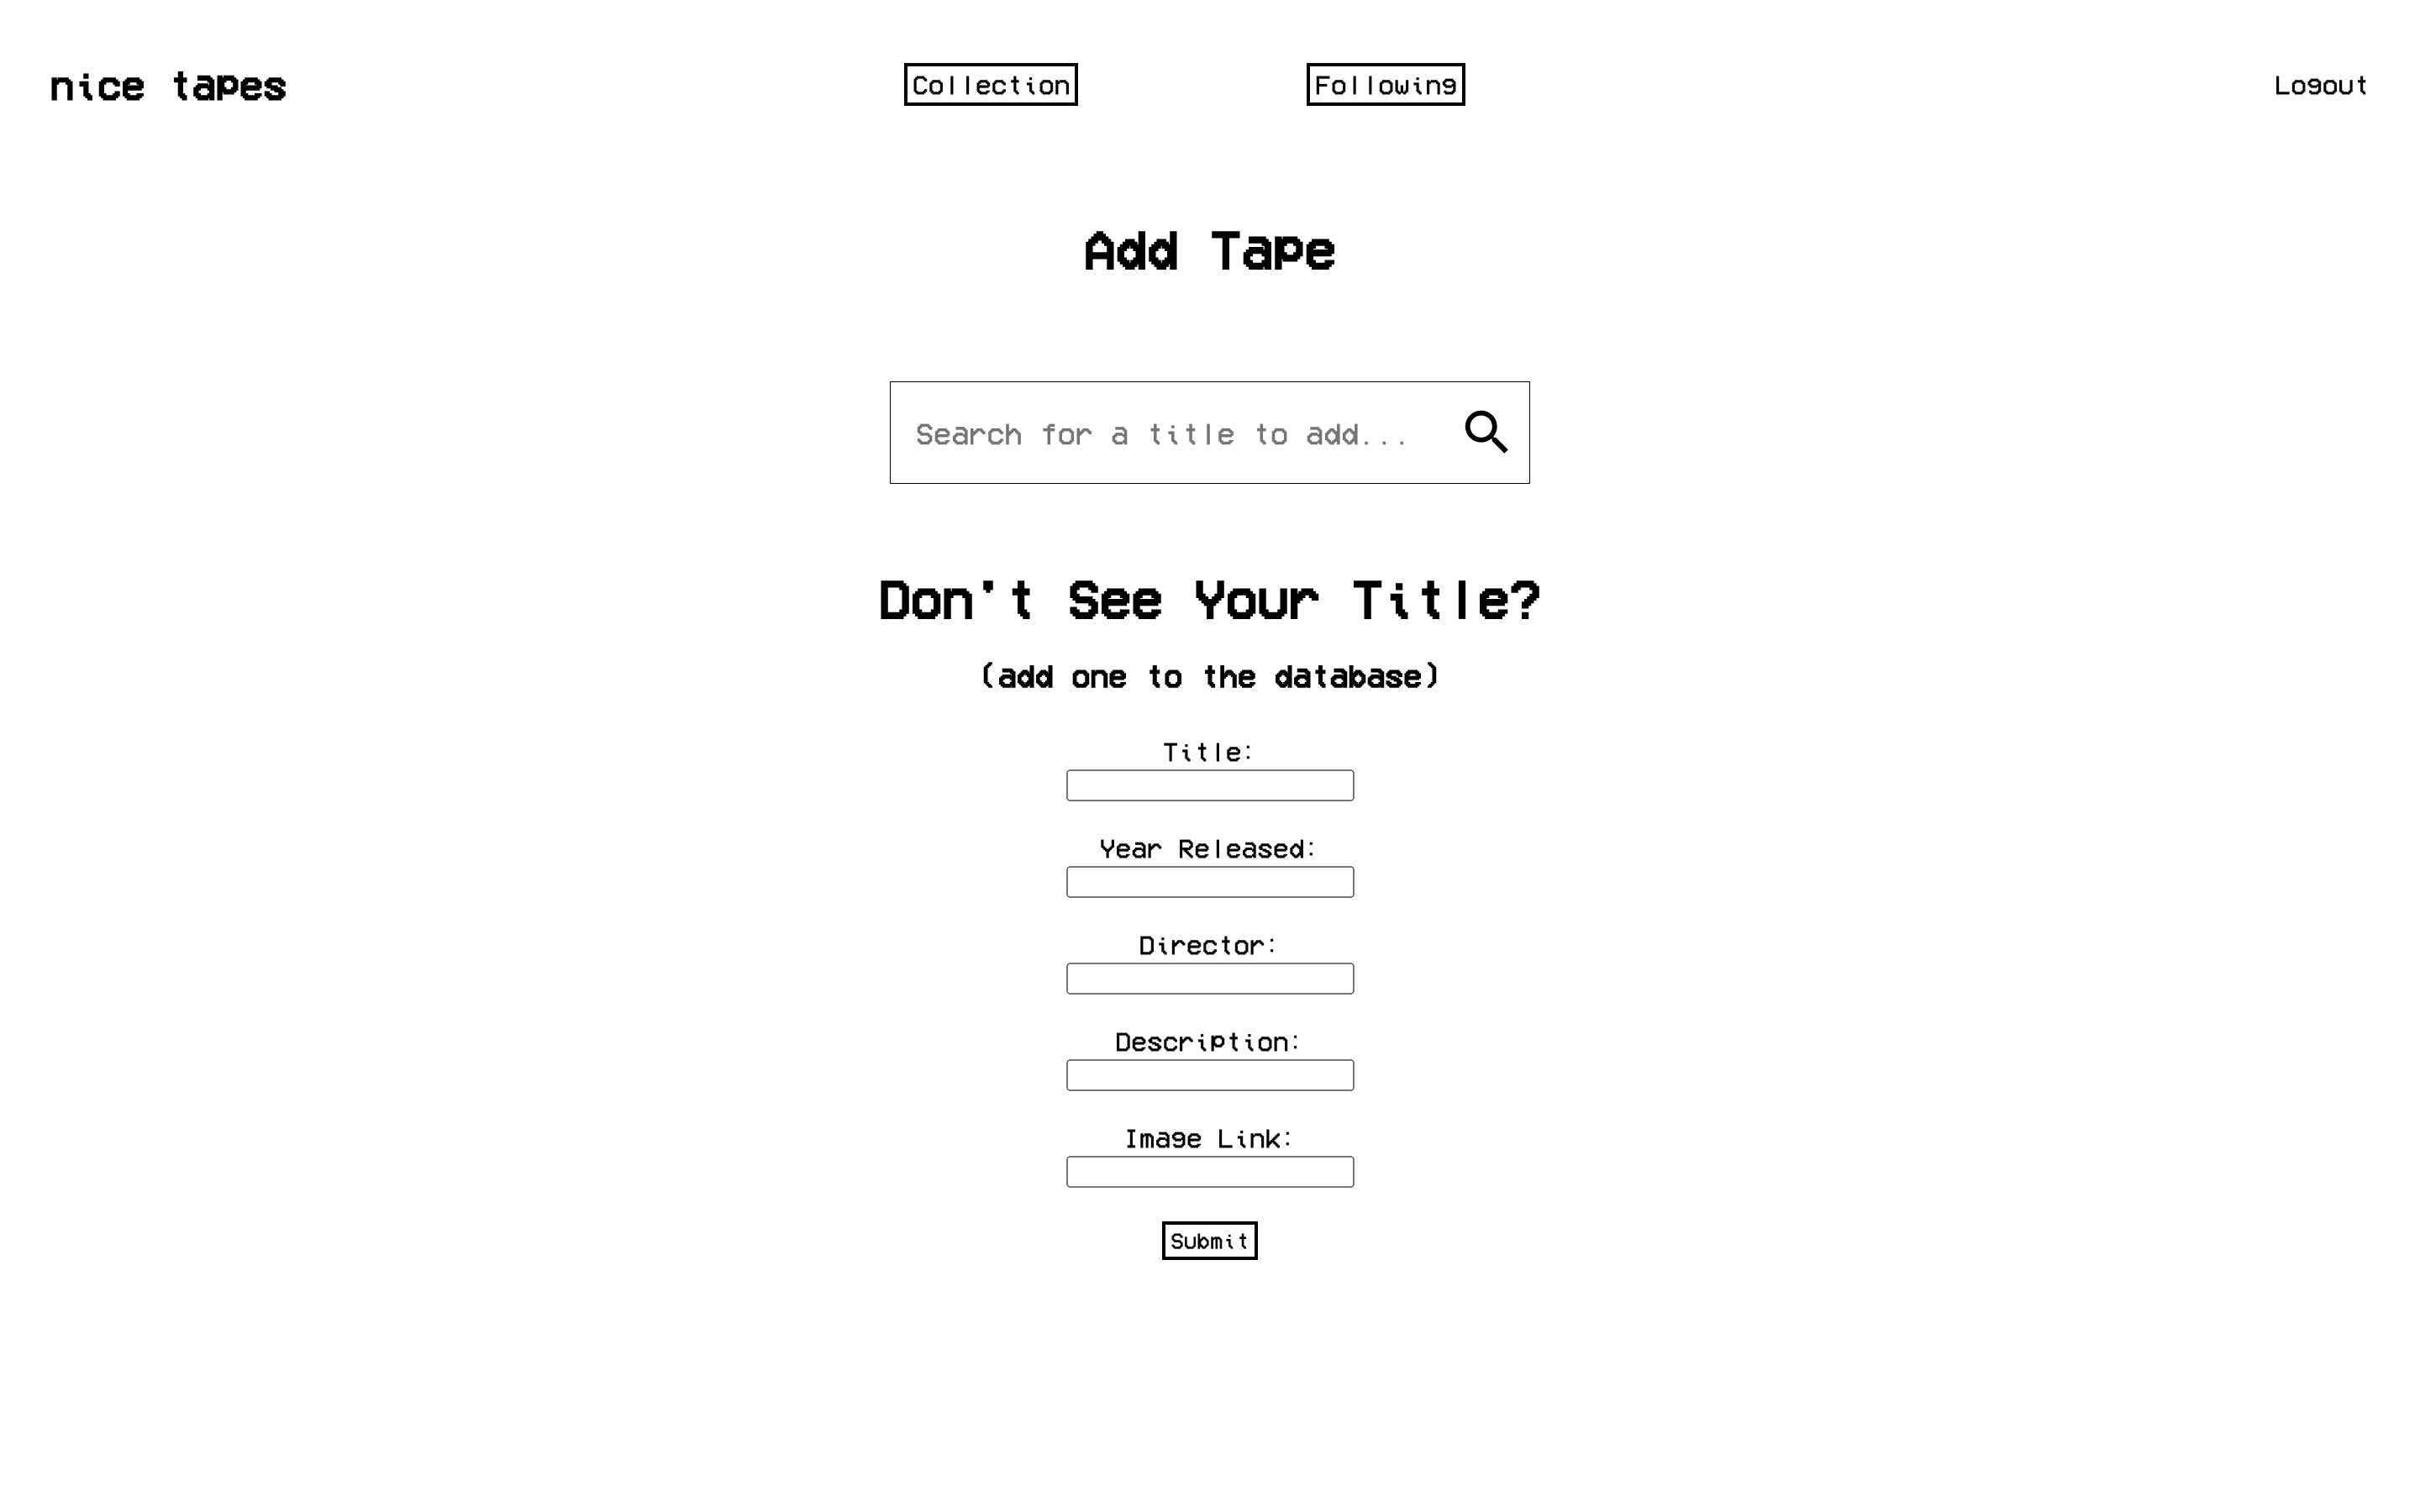 nice tapes
Collection
Following
Logout
Add Tape
Search for a title to add...
Don't See Your Title?
(add one to the database)
Title:
Year Released:
Director:
Description:
Image Link:
Submit